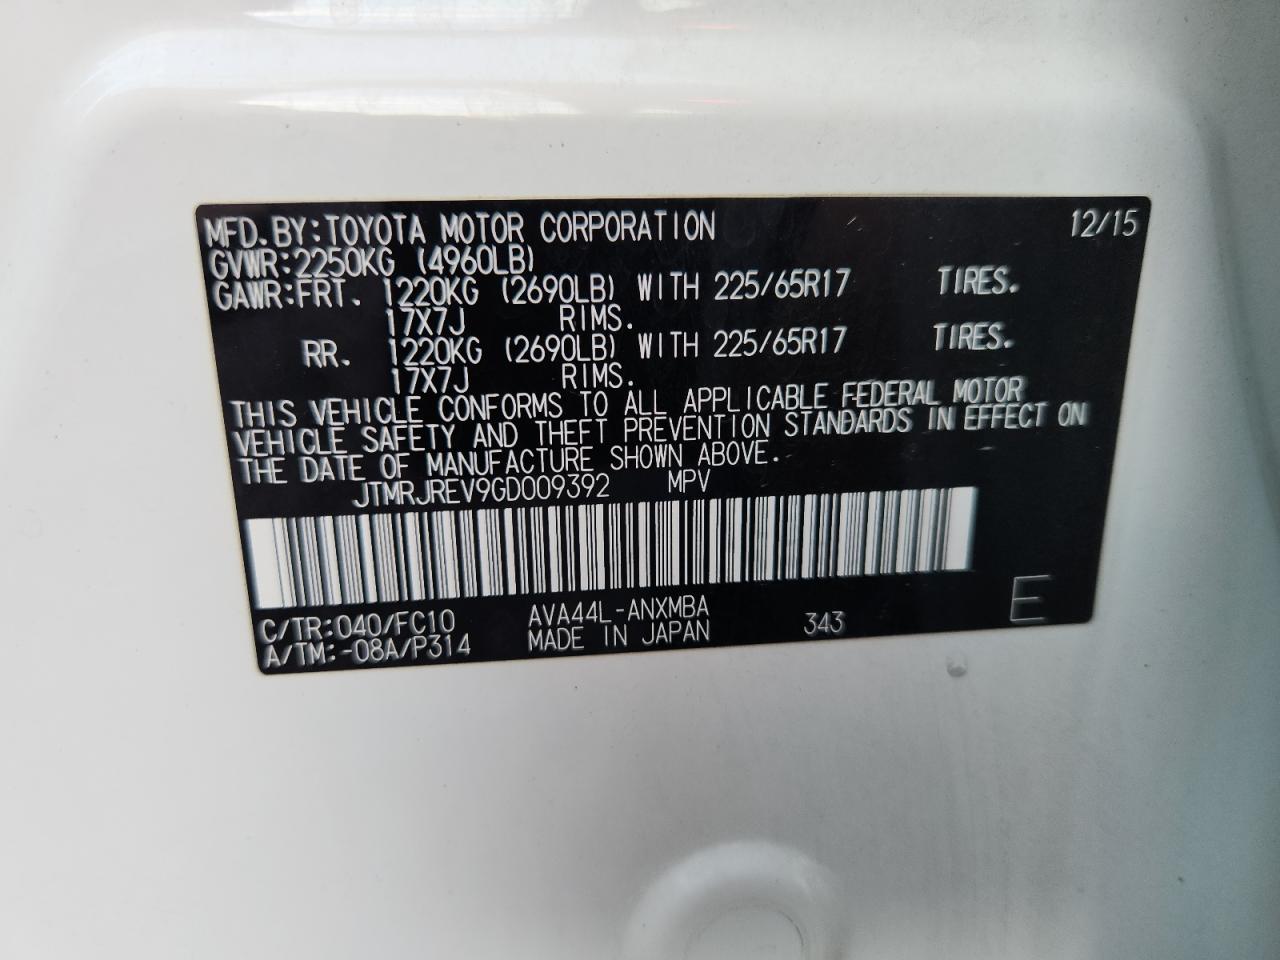 MFD.BY:TOYOTA MOTOR CORPORATION 12/15
GVWR:2250KG (4960LB)
GAWR:FRT. 1220KG (2690LB) WITH 225/65R17 TIRES.
17X7J RIMS.
RR. 1220KG (2690LB) WITH 225/65R17 TIRES.
17X7J RIMS.
THIS VEHICLE CONFORMS TO ALL APPLICABLE FEDERAL MOTOR
VEHICLE SAFETY AND THEFT PREVENTION STANDARDS IN EFFECT ON
THE DATE OF MANUFACTURE SHOWN ABOVE.
JTMRJREV9GD009392 MPV
C/TR:040/FC10 AVA44L-ANXMBA 343 E
A/TM:-08A/P314 MADE IN JAPAN